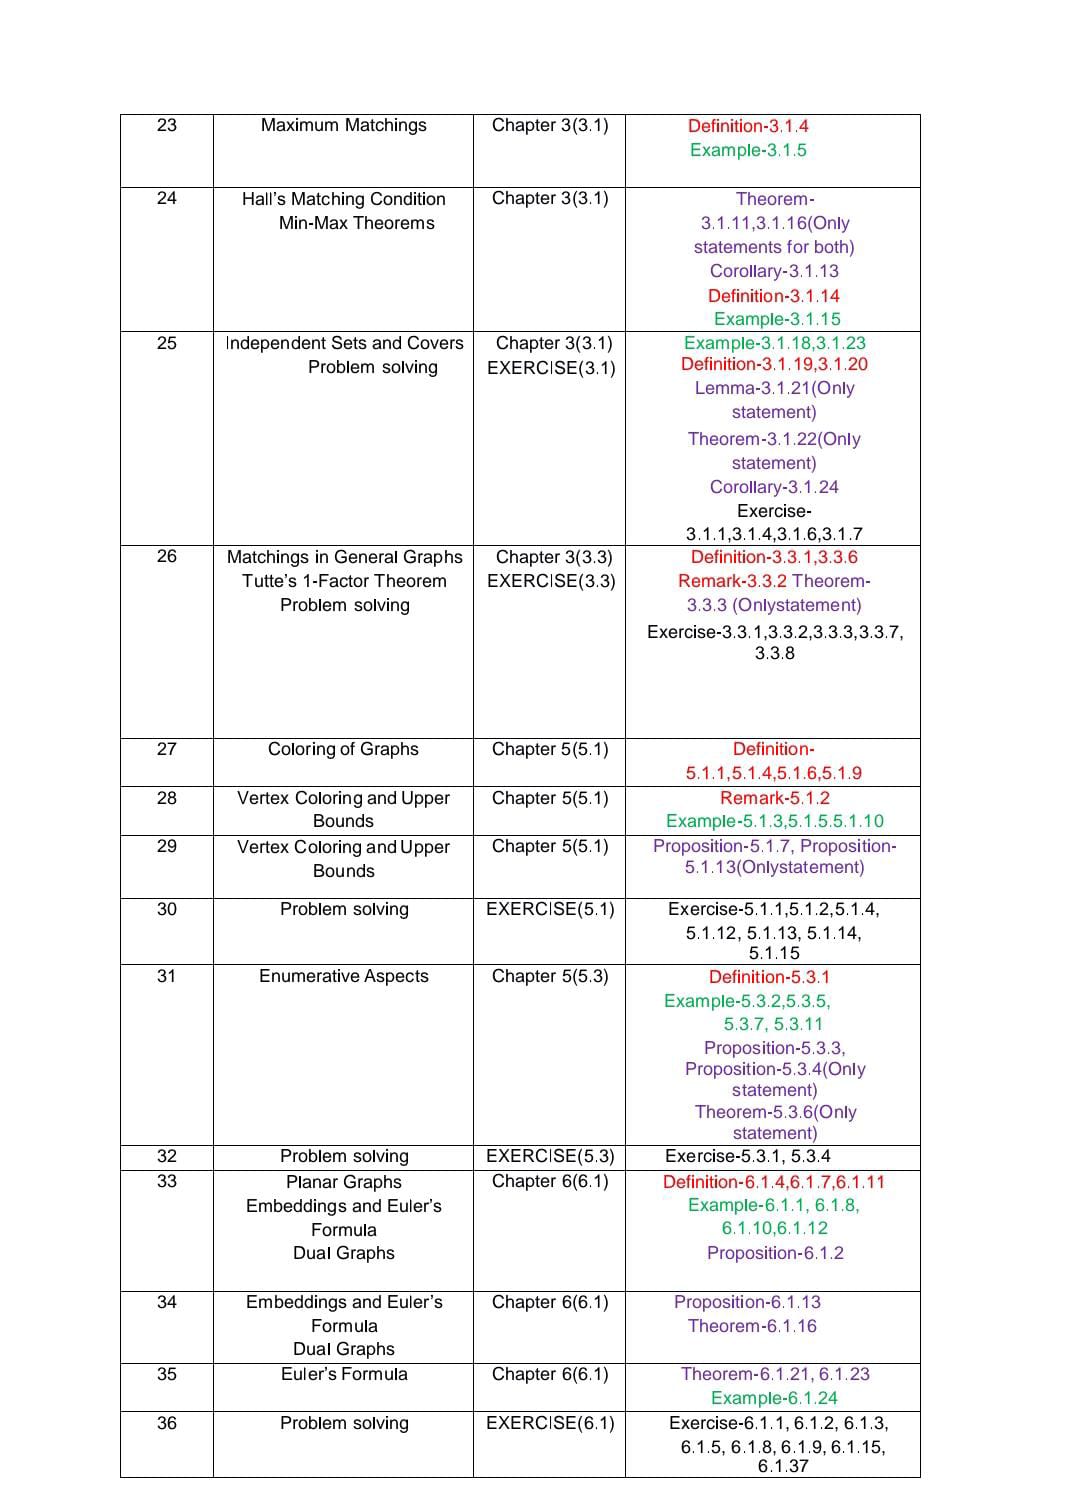 23 Maximum Matchings Chapter 3(3.1) Definition-3.1.4
Example-3.1.5
24 Hall's Matching Condition Chapter 3(3.1) Theorem-
Min-Max Theorems 3.1.11,3.1.16(Only
statements for both)
Corollary-3.1.13
Definition-3.1.14
Example-3.1.15
25 Independent Sets and Covers Chapter 3(3.1) Example-3.1.18,3.1.23
Problem solving EXERCISE(3.1) Definition-3.1.19,3.1.20
Lemma-3.1.21(Only
statement)
Theorem-3.1.22(Only
statement)
Corollary-3.1.24
Exercise-
3.1.1,3.1.4,3.1.6,3.1.7
26 Matchings in General Graphs Chapter 3(3.3) Definition-3.3.1,3.3.6
Tutte's 1-Factor Theorem EXERCISE(3.3) Remark-3.3.2 Theorem-
Problem solving 3.3.3 (Onlystatement)
Exercise-3.3.1,3.3.2,3.3.3,3.3.7,
3.3.8
27 Coloring of Graphs Chapter 5(5.1) Definition-
5.1.1,5.1.4,5.1.6,5.1.9
28 Vertex Coloring and Upper Chapter 5(5.1) Remark-5.1.2
Bounds Example-5.1.3,5.1.5.5.1.10
29 Vertex Coloring and Upper Chapter 5(5.1) Proposition-5.1.7, Proposition-
Bounds 5.1.13(Onlystatement)
30 Problem solving EXERCISE(5.1) Exercise-5.1.1,5.1.2,5.1.4,
5.1.12, 5.1.13, 5.1.14,
5.1.15
31 Enumerative Aspects Chapter 5(5.3) Definition-5.3.1
Example-5.3.2,5.3.5,
5.3.7, 5.3.11
Proposition-5.3.3,
Proposition-5.3.4(Only
statement)
Theorem-5.3.6(Only
statement)
32 Problem solving EXERCISE(5.3) Exercise-5.3.1, 5.3.4
33 Planar Graphs Chapter 6(6.1) Definition-6.1.4,6.1.7,6.1.11
Embeddings and Euler's Example-6.1.1, 6.1.8,
Formula 6.1.10,6.1.12
Dual Graphs Proposition-6.1.2
34 Embeddings and Euler's Chapter 6(6.1) Proposition-6.1.13
Formula Theorem-6.1.16
Dual Graphs
35 Euler's Formula Chapter 6(6.1) Theorem-6.1.21, 6.1.23
Example-6.1.24
36 Problem solving EXERCISE(6.1) Exercise-6.1.1, 6.1.2, 6.1.3,
6.1.5, 6.1.8, 6.1.9, 6.1.15,
6.1.37